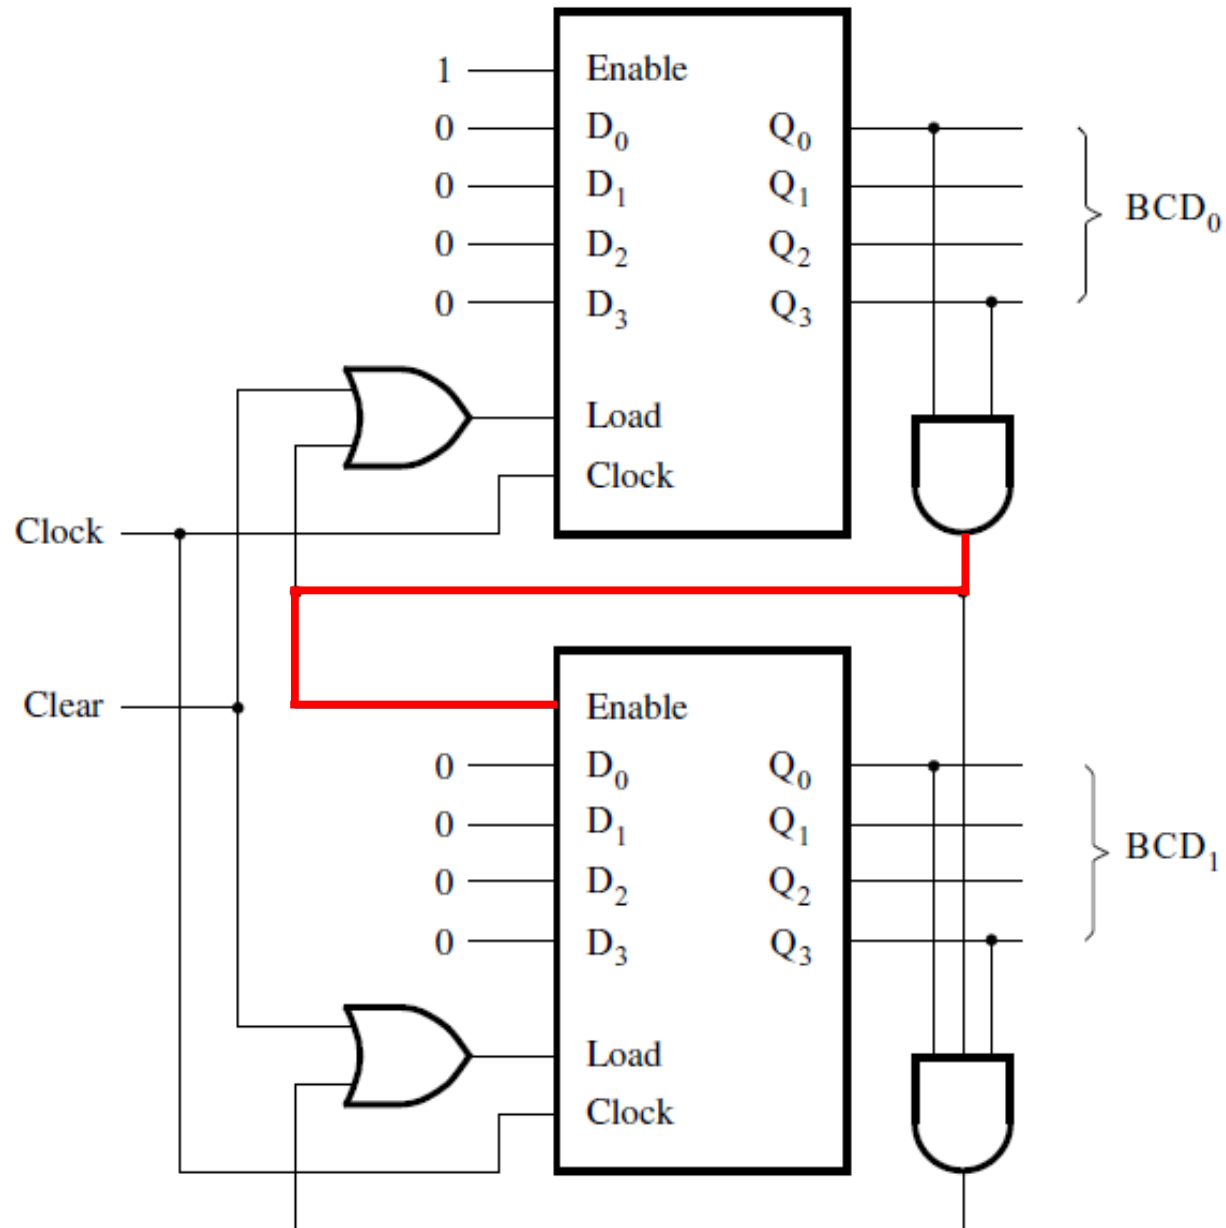 1 Enable
0 D0 Q0
0 D1 Q1
BCD0
0 D2 Q2
0 D3 Q3
Load
Clock
Clock
Clear
Enable
0 D0 Q0
0 D1 Q1
BCD1
0 D2 Q2
0 D3 Q3
Load
Clock